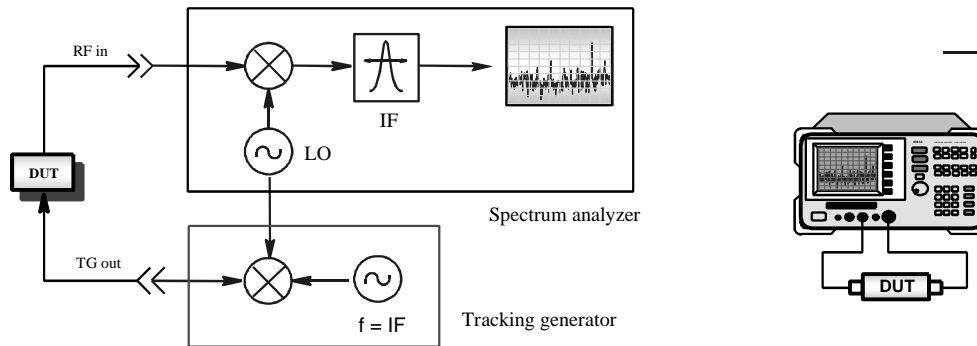 RF in
IF
LO
DUT
Spectrum analyzer
TG out
f = IF
Tracking generator
DUT